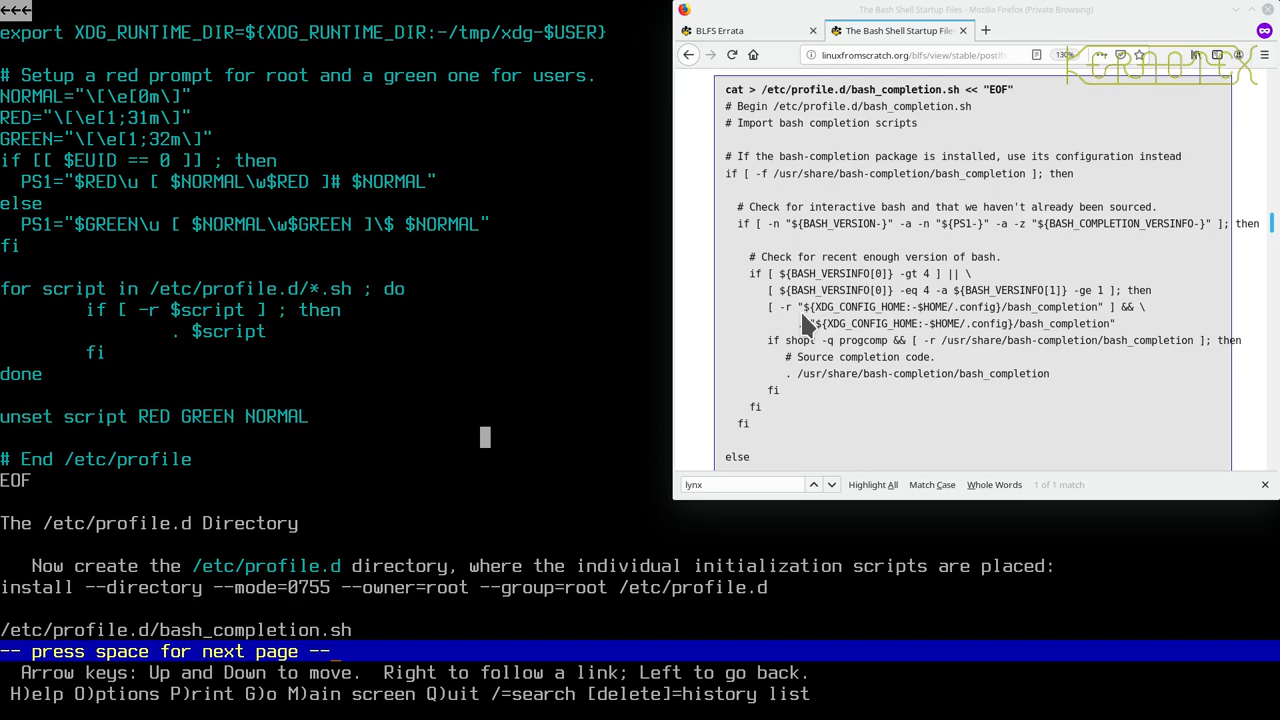 ←←←
export XDG_RUNTIME_DIR=${XDG_RUNTIME_DIR:-/tmp/xdg-$USER}
# Setup a red prompt for root and a green one for users.
NORMAL="\[\e[0m\]"
RED="\[\e[1;31m\]"
GREEN="\[\e[1;32m\]"
if [[ $EUID == 0 ]] ; then
  PS1="$RED\u [ $NORMAL\w$RED ]# $NORMAL"
else
  PS1="$GREEN\u [ $NORMAL\w$GREEN ]\$ $NORMAL"
fi
for script in /etc/profile.d/*.sh ; do
        if [ -r $script ] ; then
                . $script
        fi
done
unset script RED GREEN NORMAL
# End /etc/profile
EOF
The /etc/profile.d Directory
   Now create the /etc/profile.d directory, where the individual initialization scripts are placed:
install --directory --mode=0755 --owner=root --group=root /etc/profile.d
/etc/profile.d/bash_completion.sh
-- press space for next page --
  Arrow keys: Up and Down to move.  Right to follow a link; Left to go back.
 H)elp O)ptions P)rint G)o M)ain screen Q)uit /=search [delete]=history list
The Bash Shell Startup Files - Mozilla Firefox (Private Browsing)
BLFS Errata
The Bash Shell Startup Files
linuxfromscratch.org/blfs/view/stable/postlf
130%
KERNOTEX
cat > /etc/profile.d/bash_completion.sh << "EOF"
# Begin /etc/profile.d/bash_completion.sh
# Import bash completion scripts
# If the bash-completion package is installed, use its configuration instead
if [ -f /usr/share/bash-completion/bash_completion ]; then
  # Check for interactive bash and that we haven't already been sourced.
  if [ -n "${BASH_VERSION-}" -a -n "${PS1-}" -a -z "${BASH_COMPLETION_VERSINFO-}" ]; then
    # Check for recent enough version of bash.
    if [ ${BASH_VERSINFO[0]} -gt 4 ] || \
       [ ${BASH_VERSINFO[0]} -eq 4 -a ${BASH_VERSINFO[1]} -ge 1 ]; then
       [ -r "${XDG_CONFIG_HOME:-$HOME/.config}/bash_completion" ] && \
            . "${XDG_CONFIG_HOME:-$HOME/.config}/bash_completion"
       if shopt -q progcomp && [ -r /usr/share/bash-completion/bash_completion ]; then
          # Source completion code.
          . /usr/share/bash-completion/bash_completion
       fi
    fi
  fi
else
lynx
Highlight All
Match Case
Whole Words
1 of 1 match